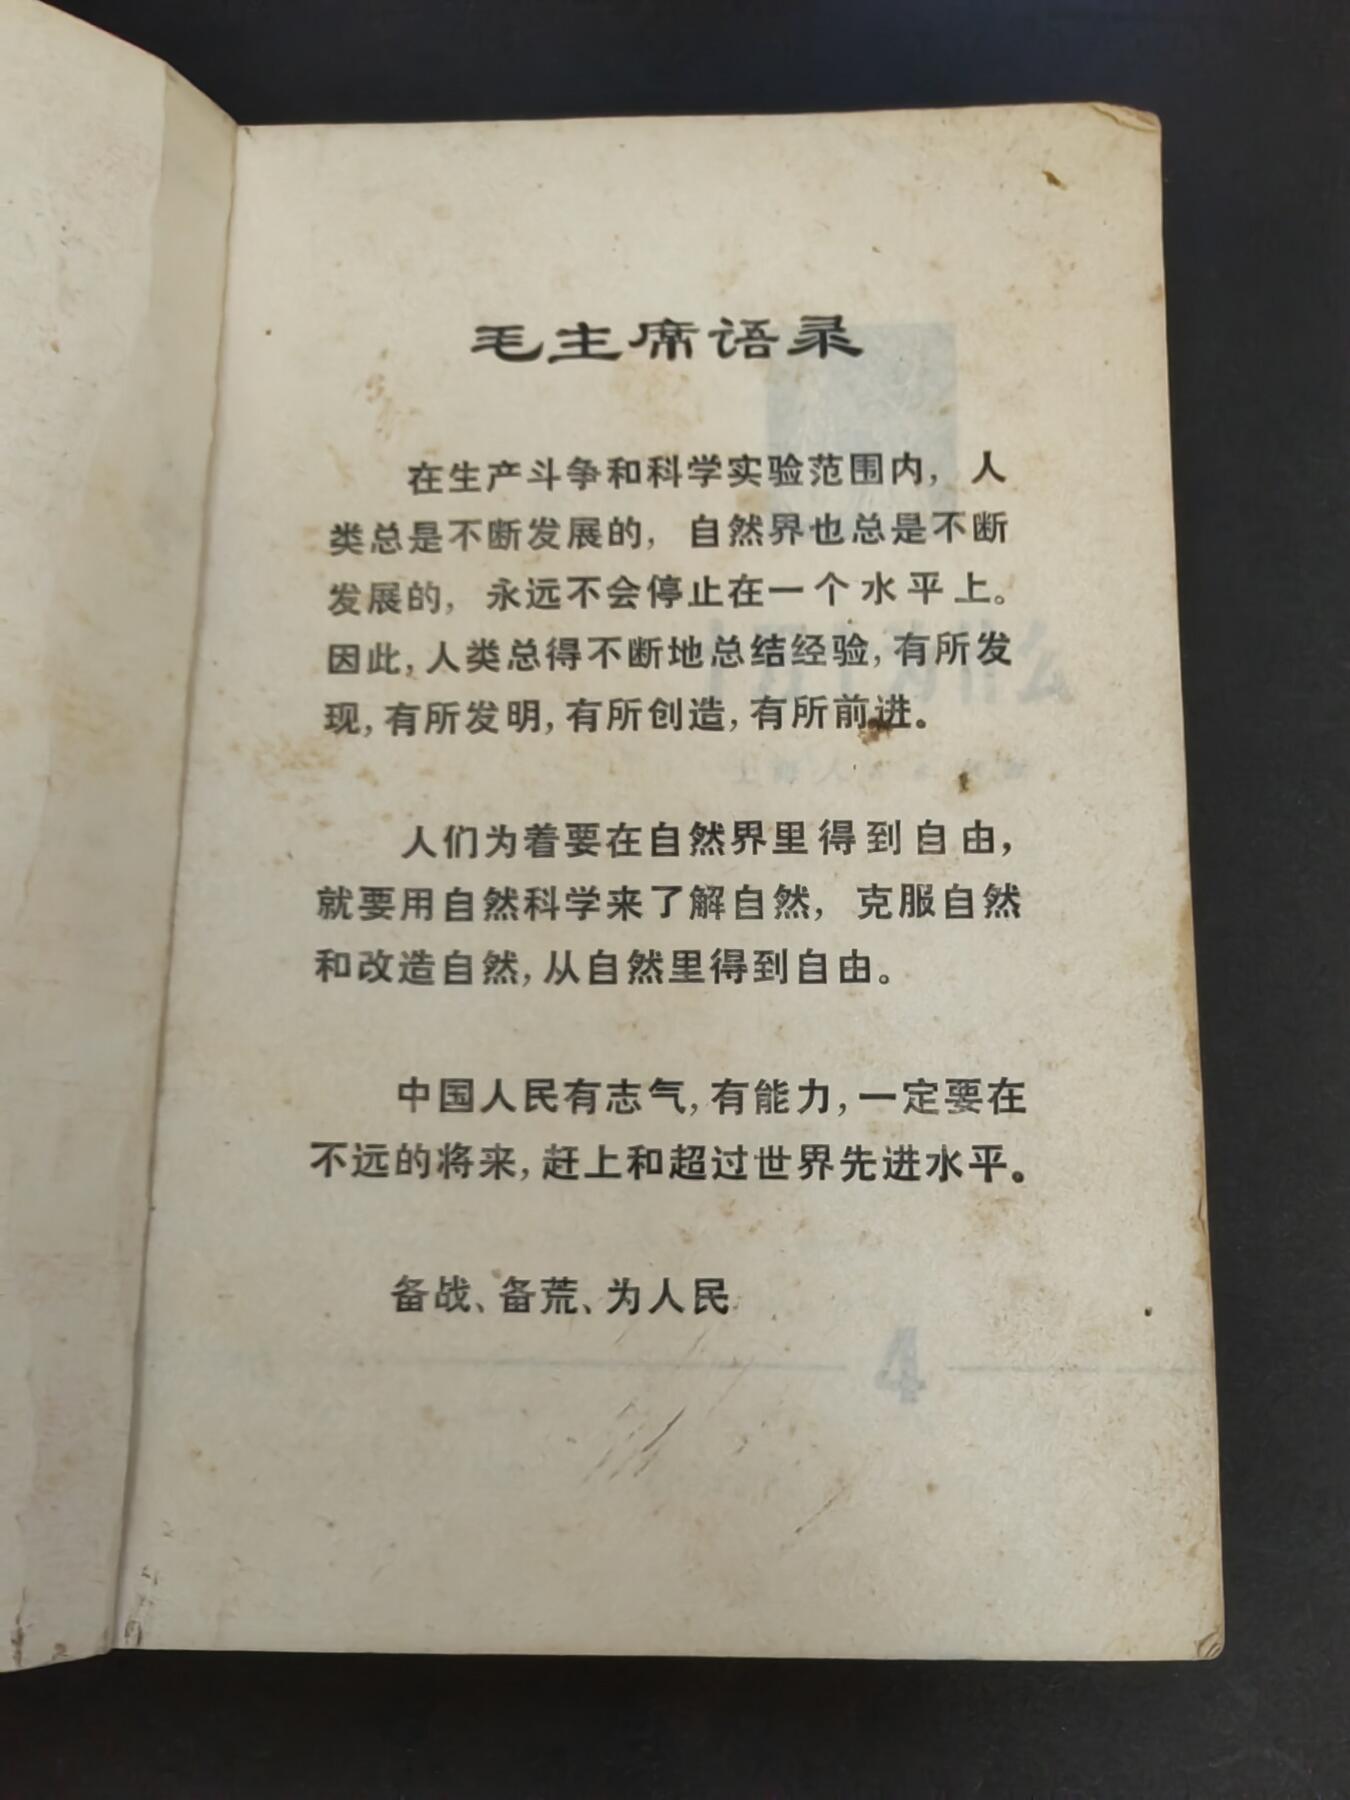 毛主席语录
在生产斗争和科学实验范围内，人
类总是不断发展的，自然界也总是不断
发展的，永远不会停止在一个水平上。
因此，人类总得不断地总结经验，有所发
现，有所发明，有所创造，有所前进。
人们为着要在自然界里得到自由，
就要用自然科学来了解自然，克服自然
和改造自然，从自然里得到自由。
中国人民有志气，有能力，一定要在
不远的将来，赶上和超过世界先进水平。
备战、备荒、为人民
4